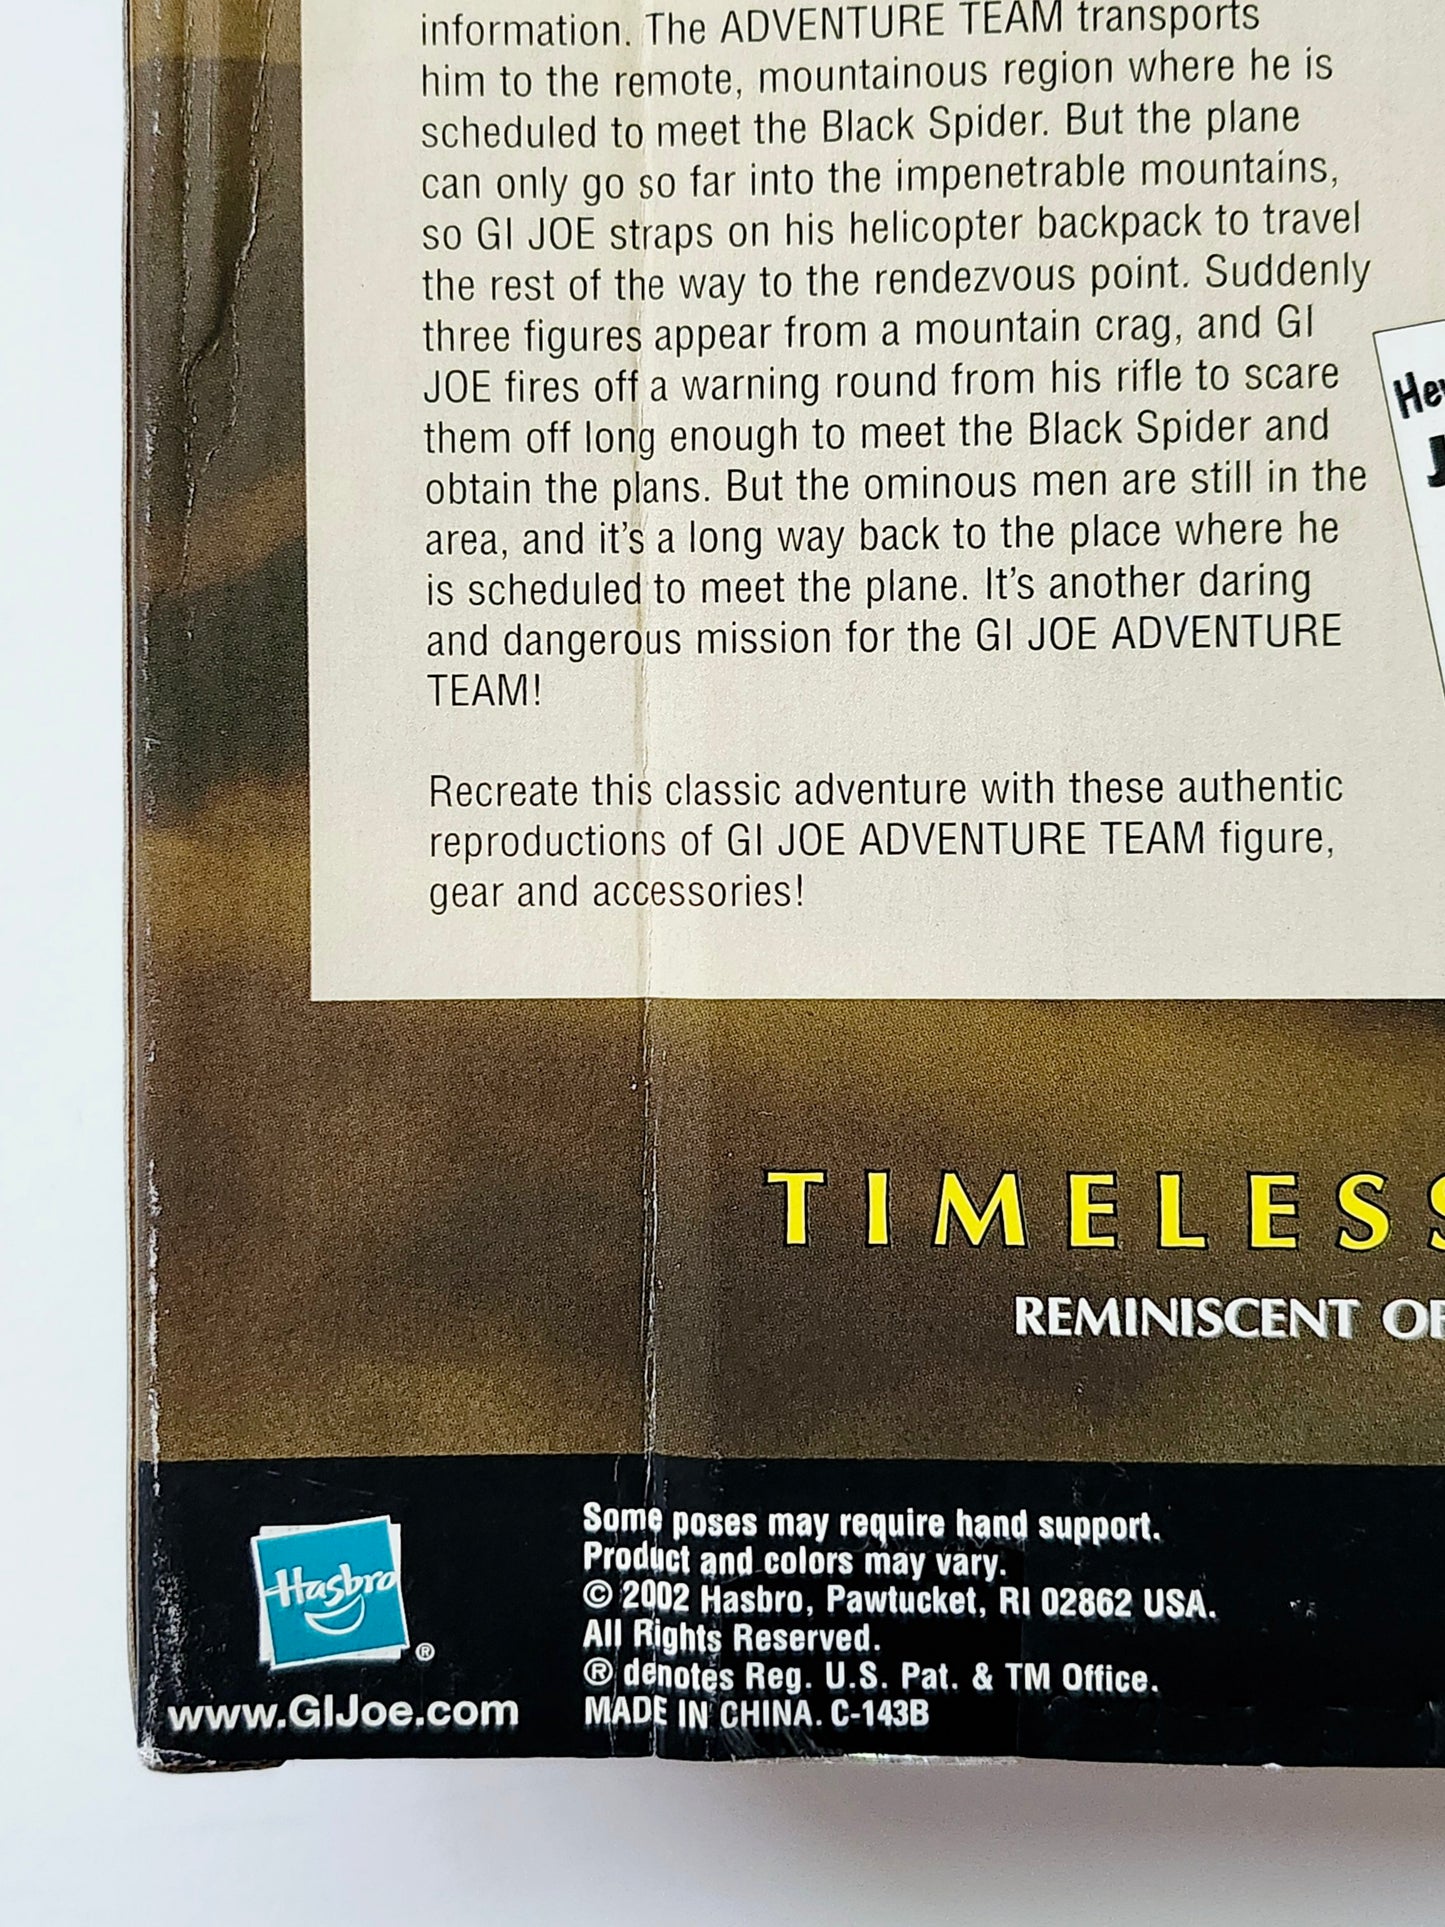 information. The ADVENTURE TEAM transports
him to the remote, mountainous region where he is
scheduled to meet the Black Spider. But the plane
can only go so far into the impenetrable mountains,
so GI JOE straps on his helicopter backpack to travel
the rest of the way to the rendezvous point. Suddenly
three figures appear from a mountain crag, and GI
JOE fires off a warning round from his rifle to scare
them off long enough to meet the Black Spider and
obtain the plans. But the ominous men are still in the
area, and it's a long way back to the place where he
is scheduled to meet the plane. It's another daring
and dangerous mission for the GI JOE ADVENTURE
TEAM!
Recreate this classic adventure with these authentic
reproductions of GI JOE ADVENTURE TEAM figure,
gear and accessories!
TIMELESS
REMINISCENT OF
Hasbro
®
www.GIJoe.com
Some poses may require hand support.
Product and colors may vary.
© 2002 Hasbro, Pawtucket, RI 02862 USA.
All Rights Reserved.
® denotes Reg. U.S. Pat. & TM Office.
MADE IN CHINA. C-143B